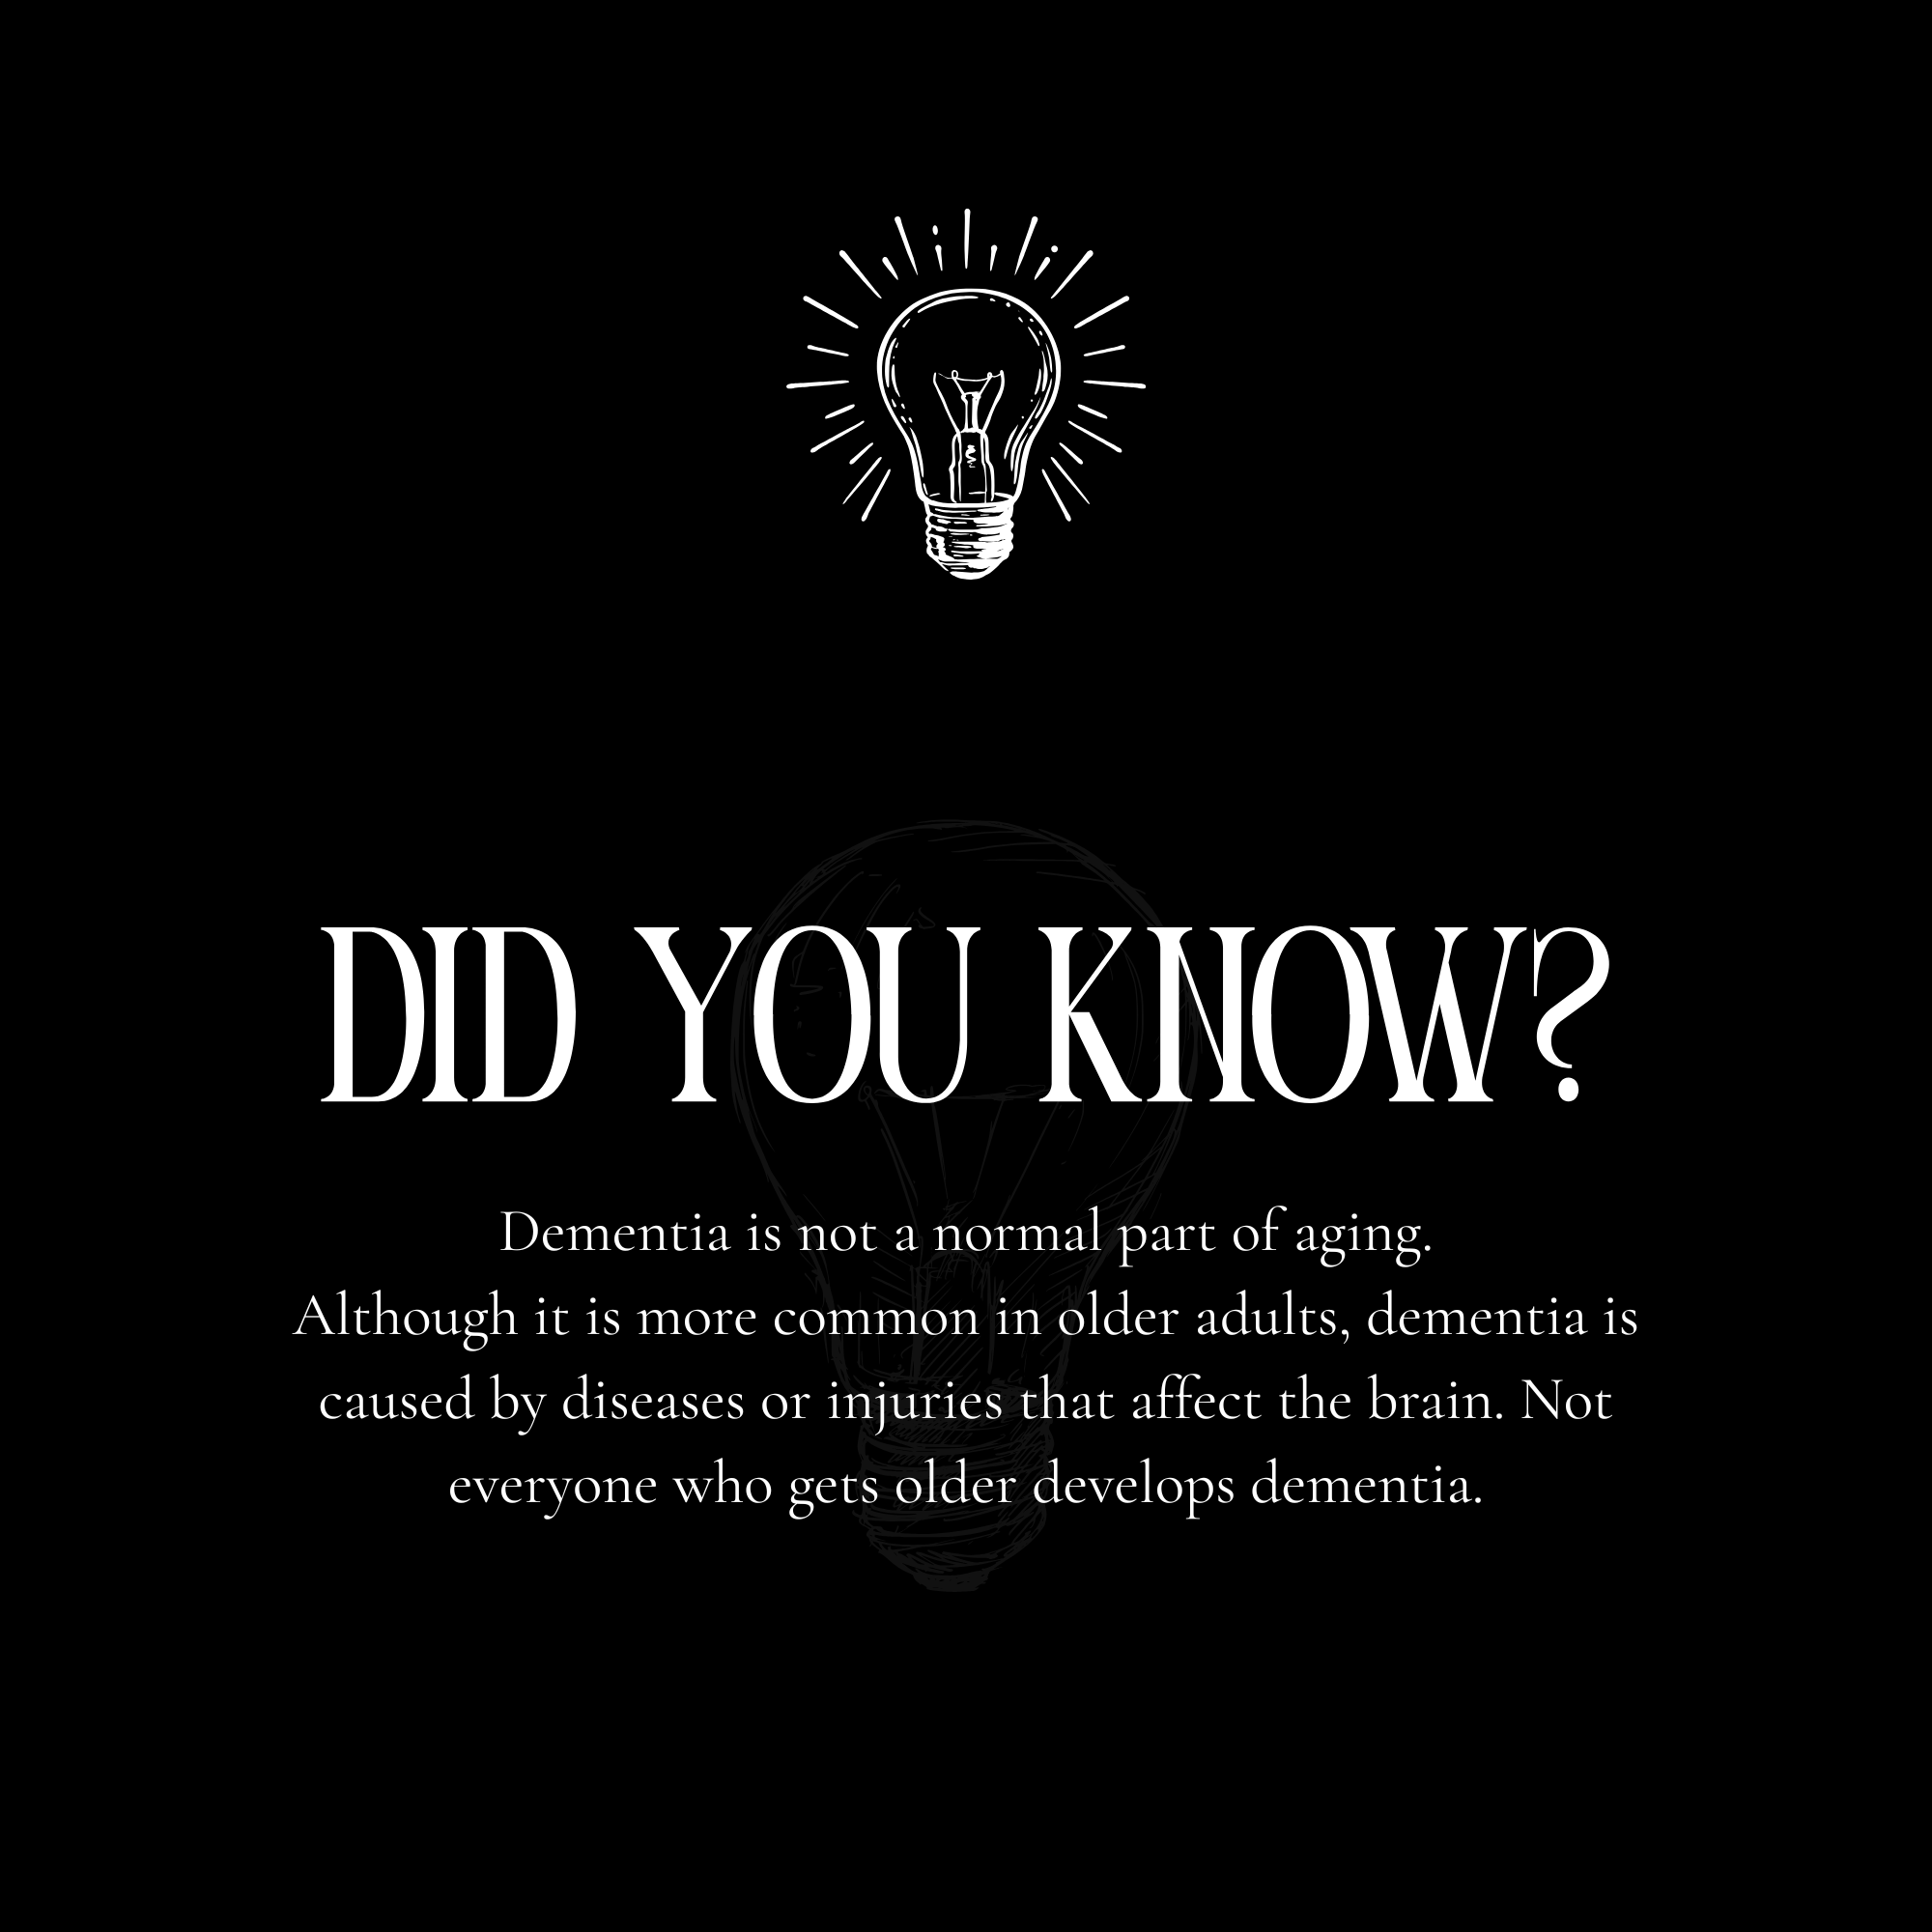 DID YOU KNOW?
Dementia is not a normal part of aging.
Although it is more common in older adults, dementia is
caused by diseases or injuries that affect the brain. Not
everyone who gets older develops dementia.